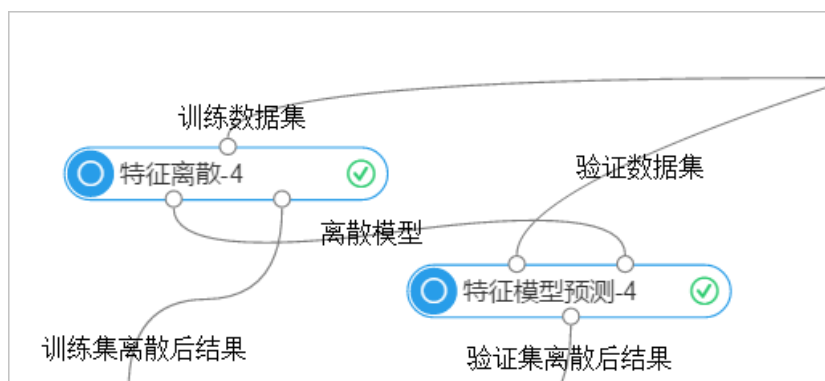 训练数据集
特征离散-4
验证数据集
离散模型
特征模型预测-4
训练集离散后结果
验证集离散后结果